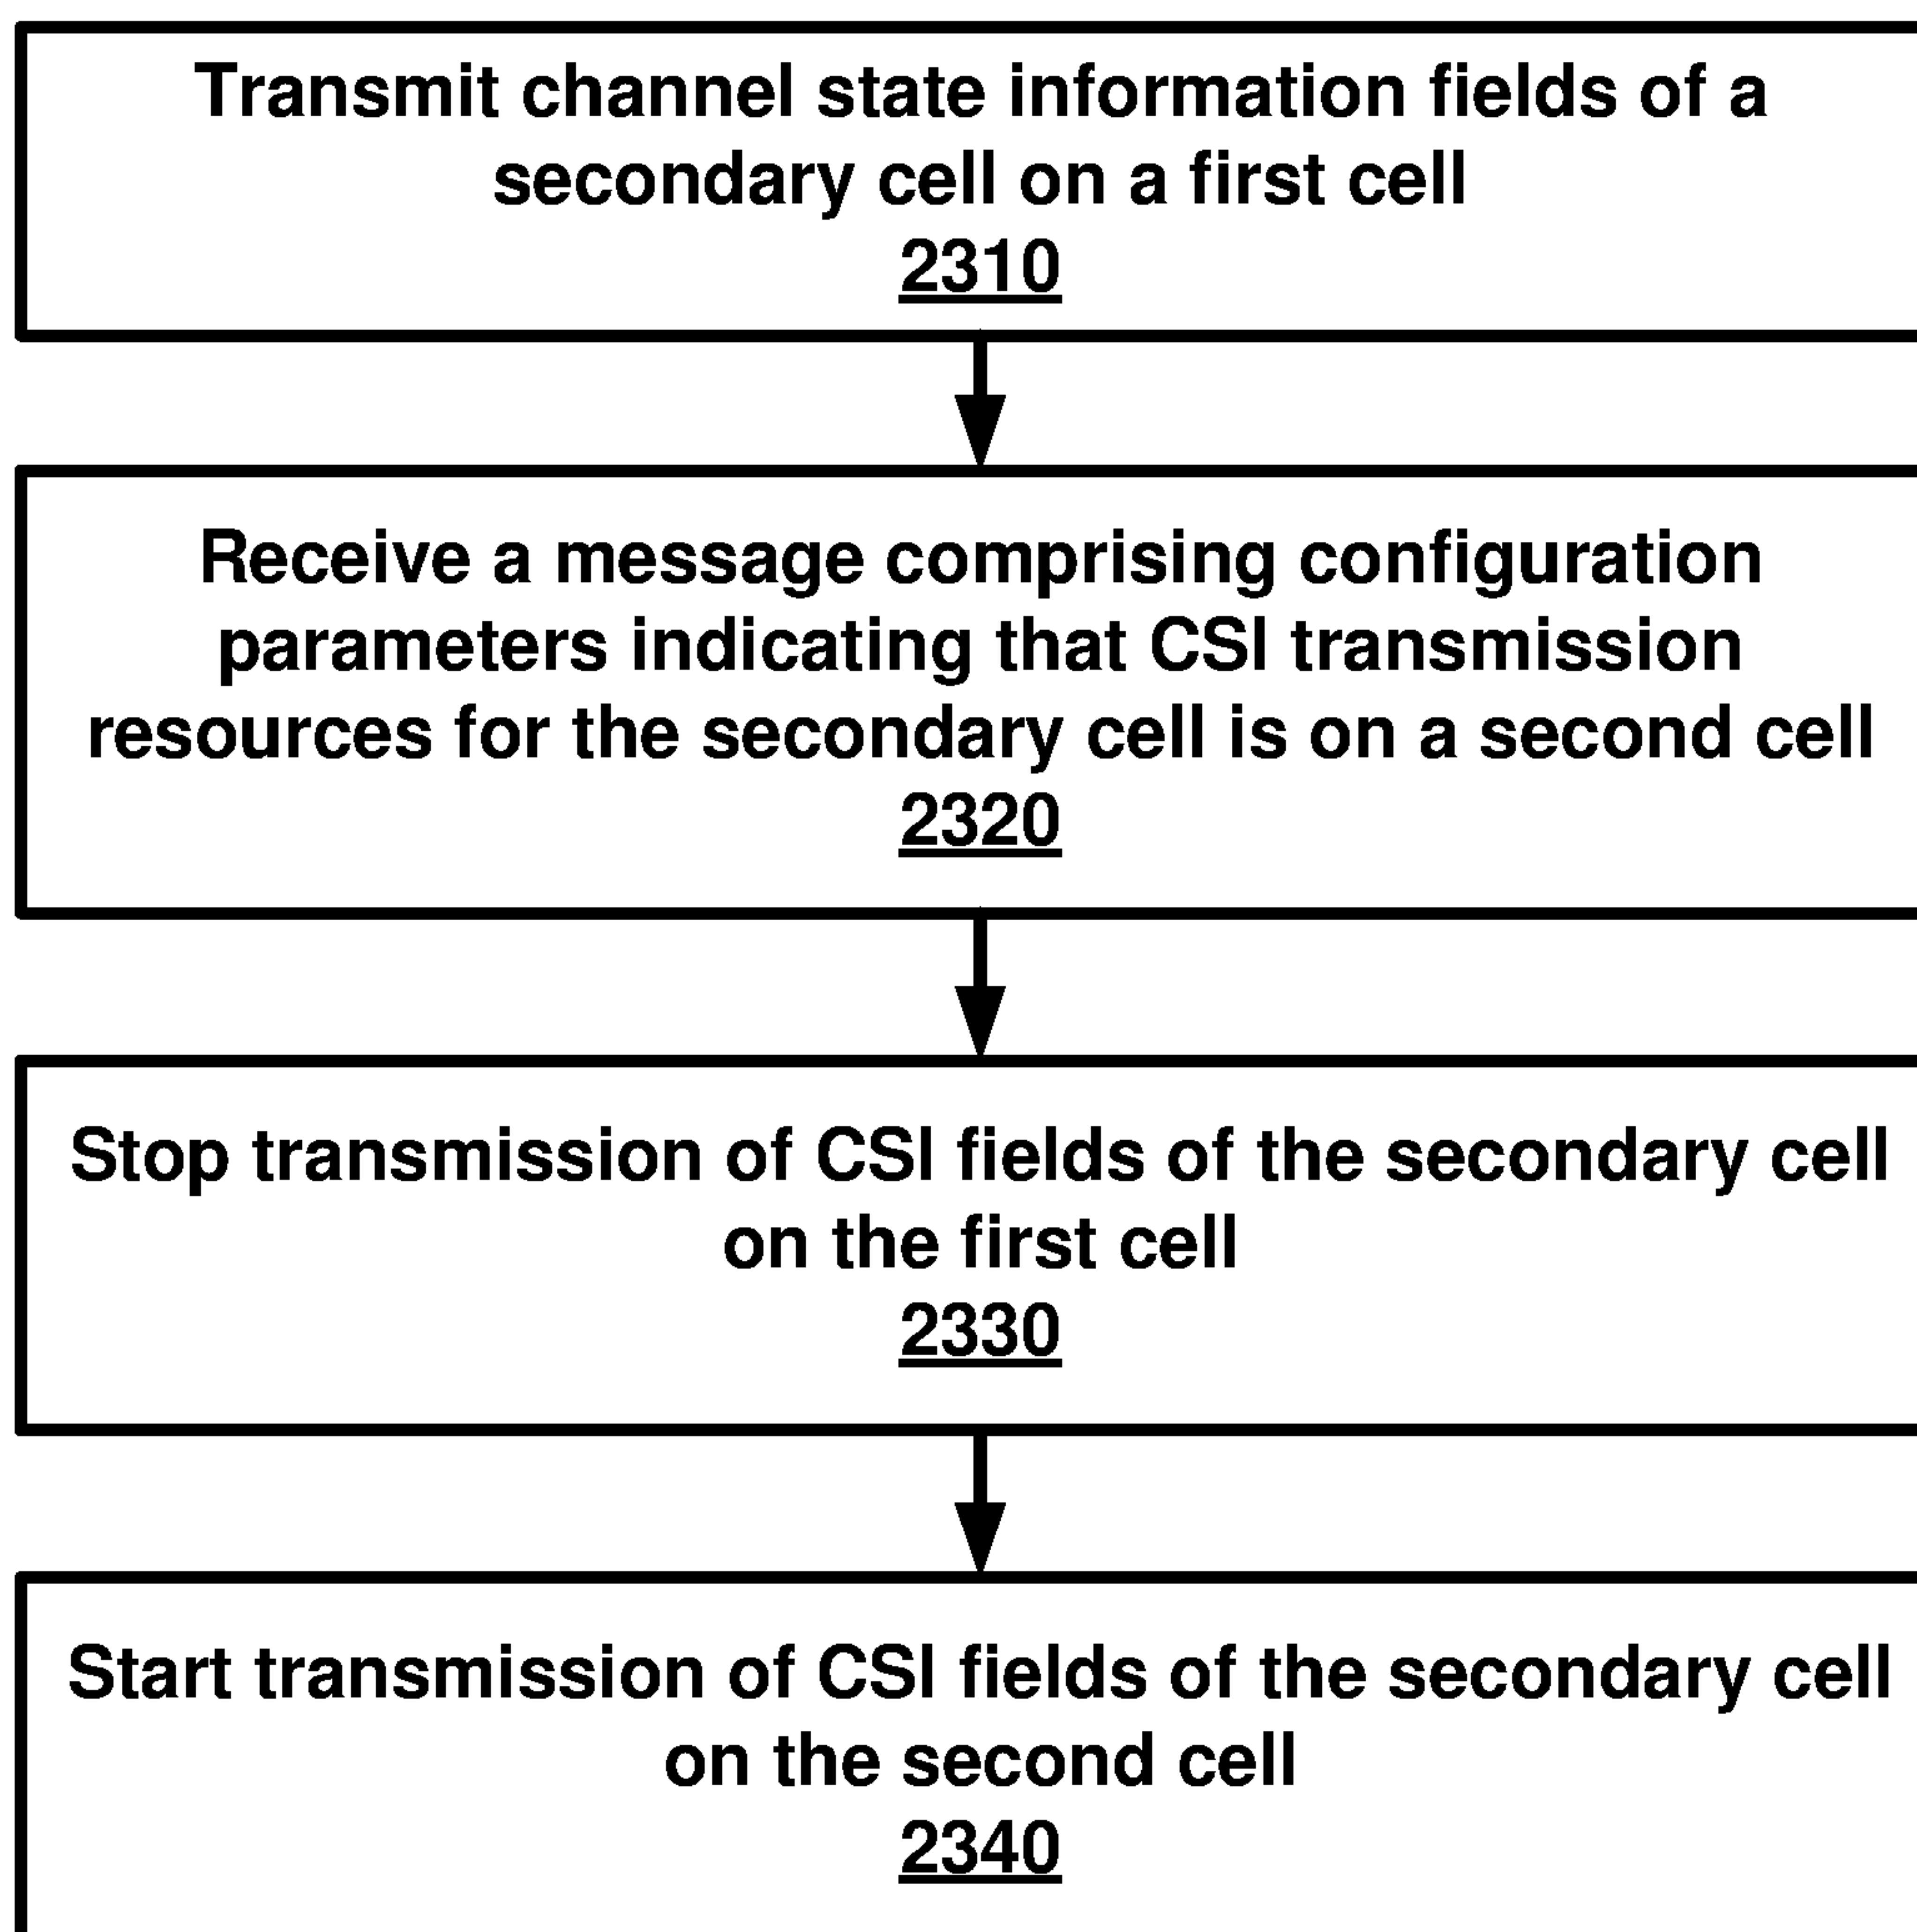 Transmit channel state information fields of a
secondary cell on a first cell
2310
Receive a message comprising configuration
parameters indicating that CSI transmission
resources for the secondary cell is on a second cell
2320
Stop transmission of CSI fields of the secondary cell
on the first cell
2330
Start transmission of CSI fields of the secondary cell
on the second cell
2340